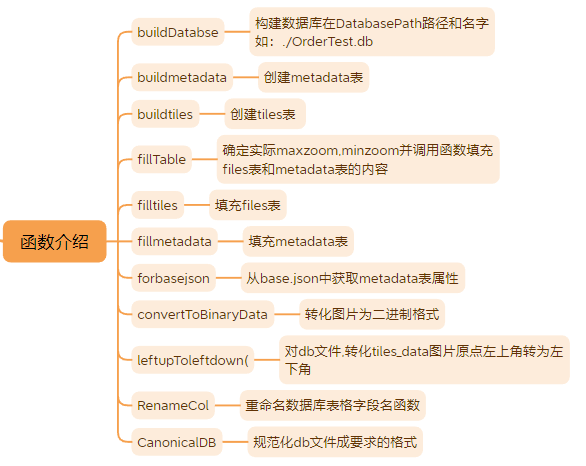 函数介绍
buildDatabse
构建数据库在DatabasePath路径和名字
如：./OrderTest.db
buildmetadata
创建metadata表
buildtiles
创建tiles表
fillTable
确定实际maxzoom,minzoom并调用函数填充
files表和metadata表的内容
filltiles
填充files表
fillmetadata
填充metadata表
forbasejson
从base.json中获取metadata表属性
convertToBinaryData
转化图片为二进制格式
leftupToleftdown(
对db文件,转化tiles_data图片原点左上角转为左
下角
RenameCol
重命名数据库表格字段名函数
CanonicalDB
规范化db文件成要求的格式